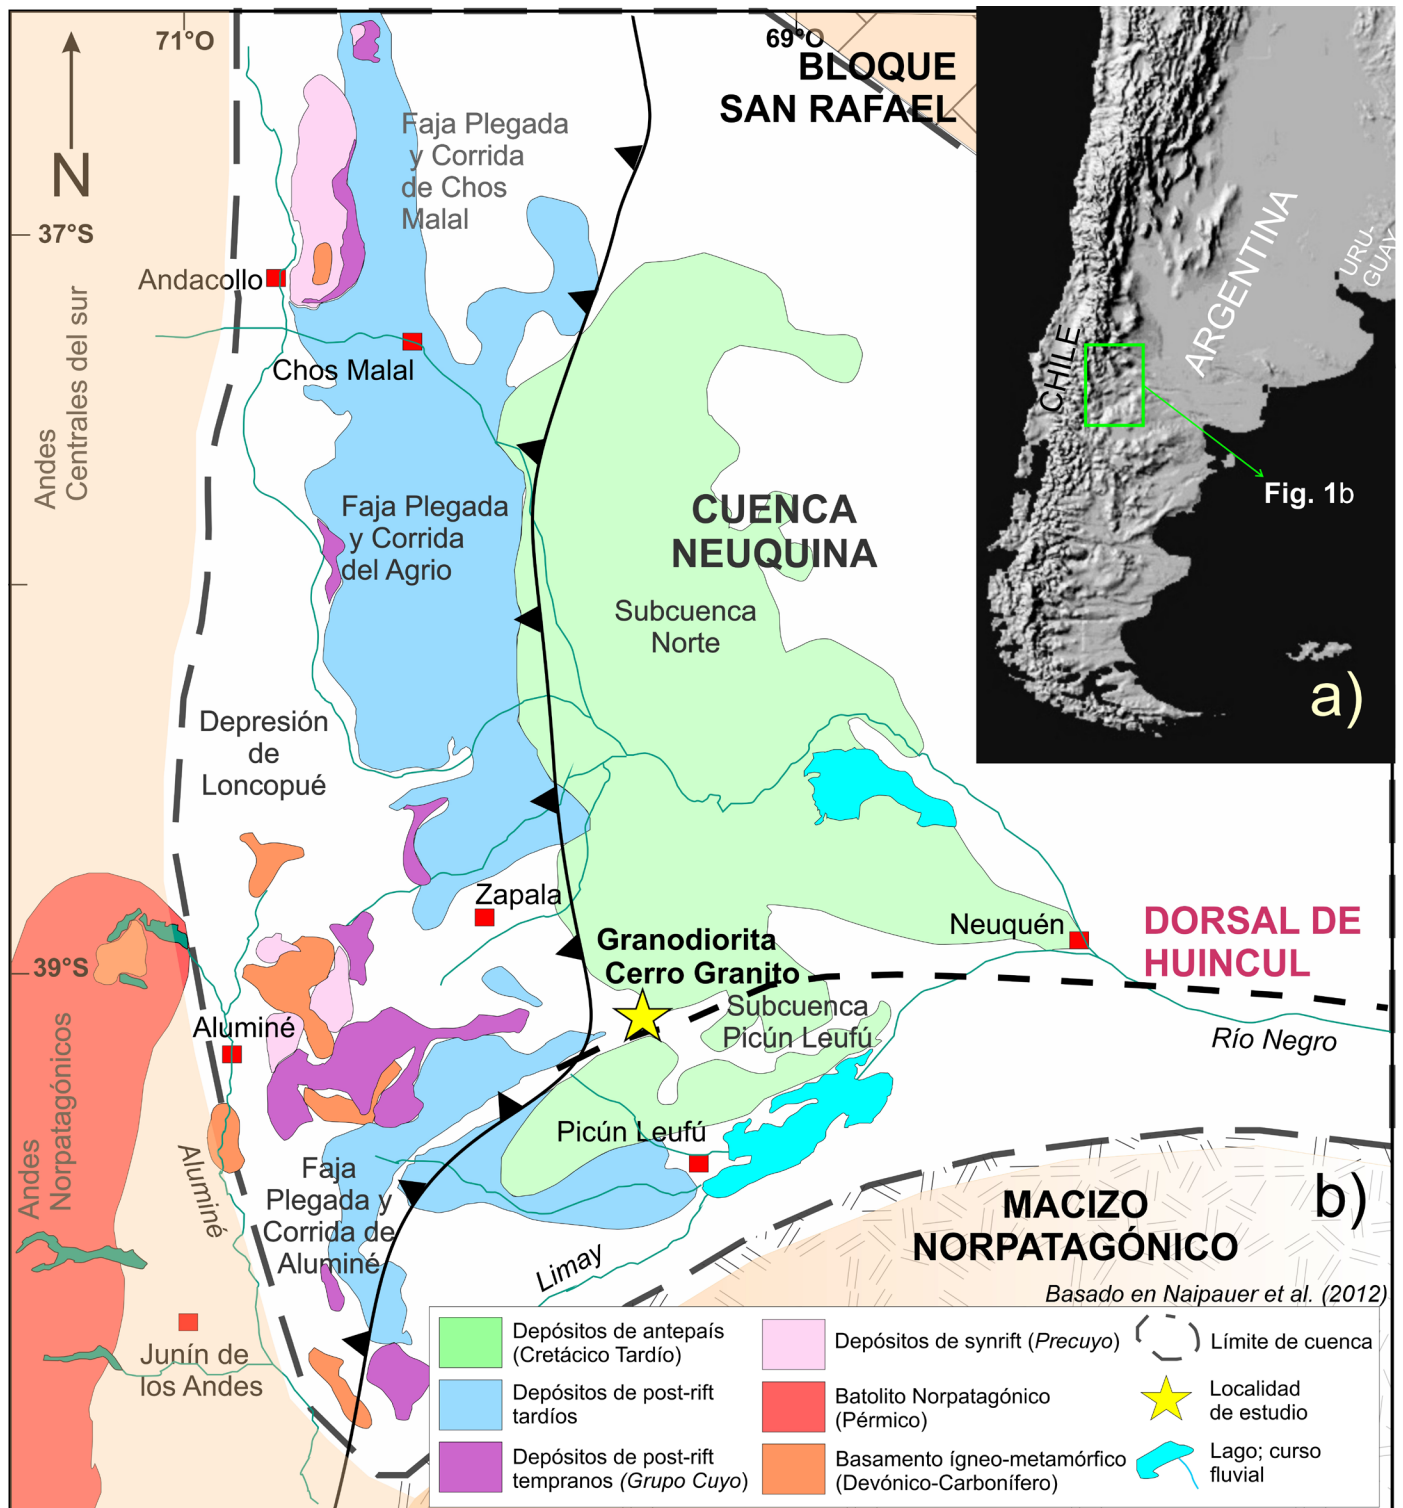 71°O
69°O
BLOQUE
SAN RAFAEL
N
37°S
Faja Plegada
y Corrida
de Chos
Malal
Andacollo
Chos Malal
Andes
Centrales del sur
Faja Plegada
y Corrida
del Agrio
CUENCA
NEUQUINA
Subcuenca
Norte
CHILE
ARGENTINA
URU-
GUAY
Fig. 1b
a)
Depresión
de
Loncopué
Zapala
Neuquén
DORSAL DE
HUINCUL
Granodiorita
Cerro Granito
39°S
Subcuenca
Picún Leufú
Río Negro
Aluminé
Andes
Norpatagónicos
Aluminé
Picún Leufú
Faja
Plegada y
Corrida de
Aluminé
Limay
MACIZO
NORPATAGÓNICO
b)
Basado en Naipauer et al. (2012)
Junín de
los Andes
Depósitos de antepaís
(Cretácico Tardío)
Depósitos de post-rift
tardíos
Depósitos de post-rift
tempranos (Grupo Cuyo)
Depósitos de synrift (Precuyo)
Batolito Norpatagónico
(Pérmico)
Basamento ígneo-metamórfico
(Devónico-Carbonífero)
Límite de cuenca
Localidad
de estudio
Lago; curso
fluvial